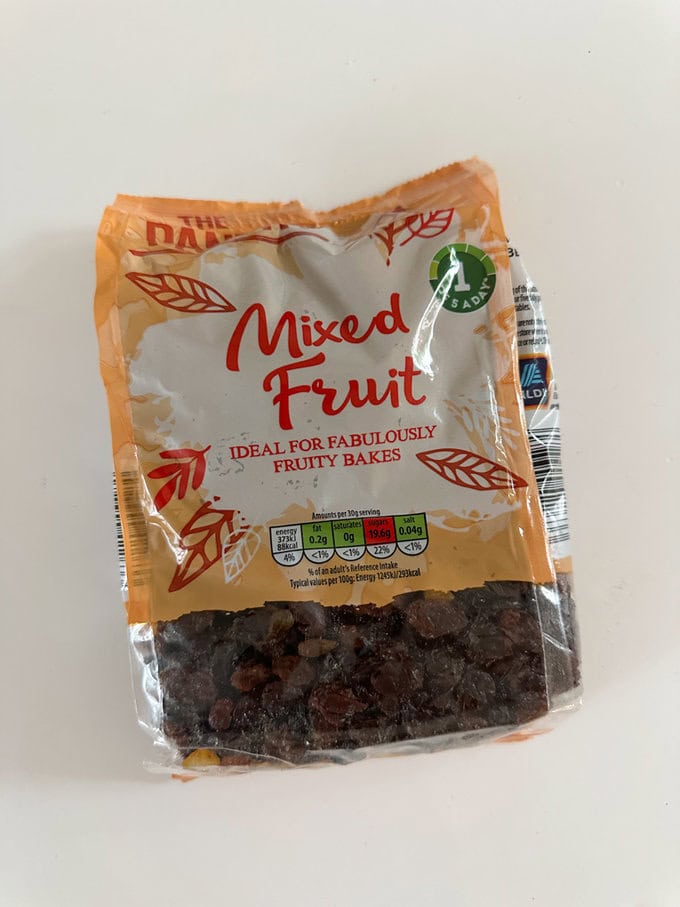 THE
1
5 A DAY
Mixed
Fruit
IDEAL FOR FABULOUSLY
FRUITY BAKES
Amounts per 30g serving
energy 373kJ 88kcal 4%
fat 0.2g <1%
saturates 0g <1%
sugars 19.6g 22%
salt 0.04g <1%
% of an adult's Reference Intake
Typical values per 100g: Energy 1245kJ/293kcal